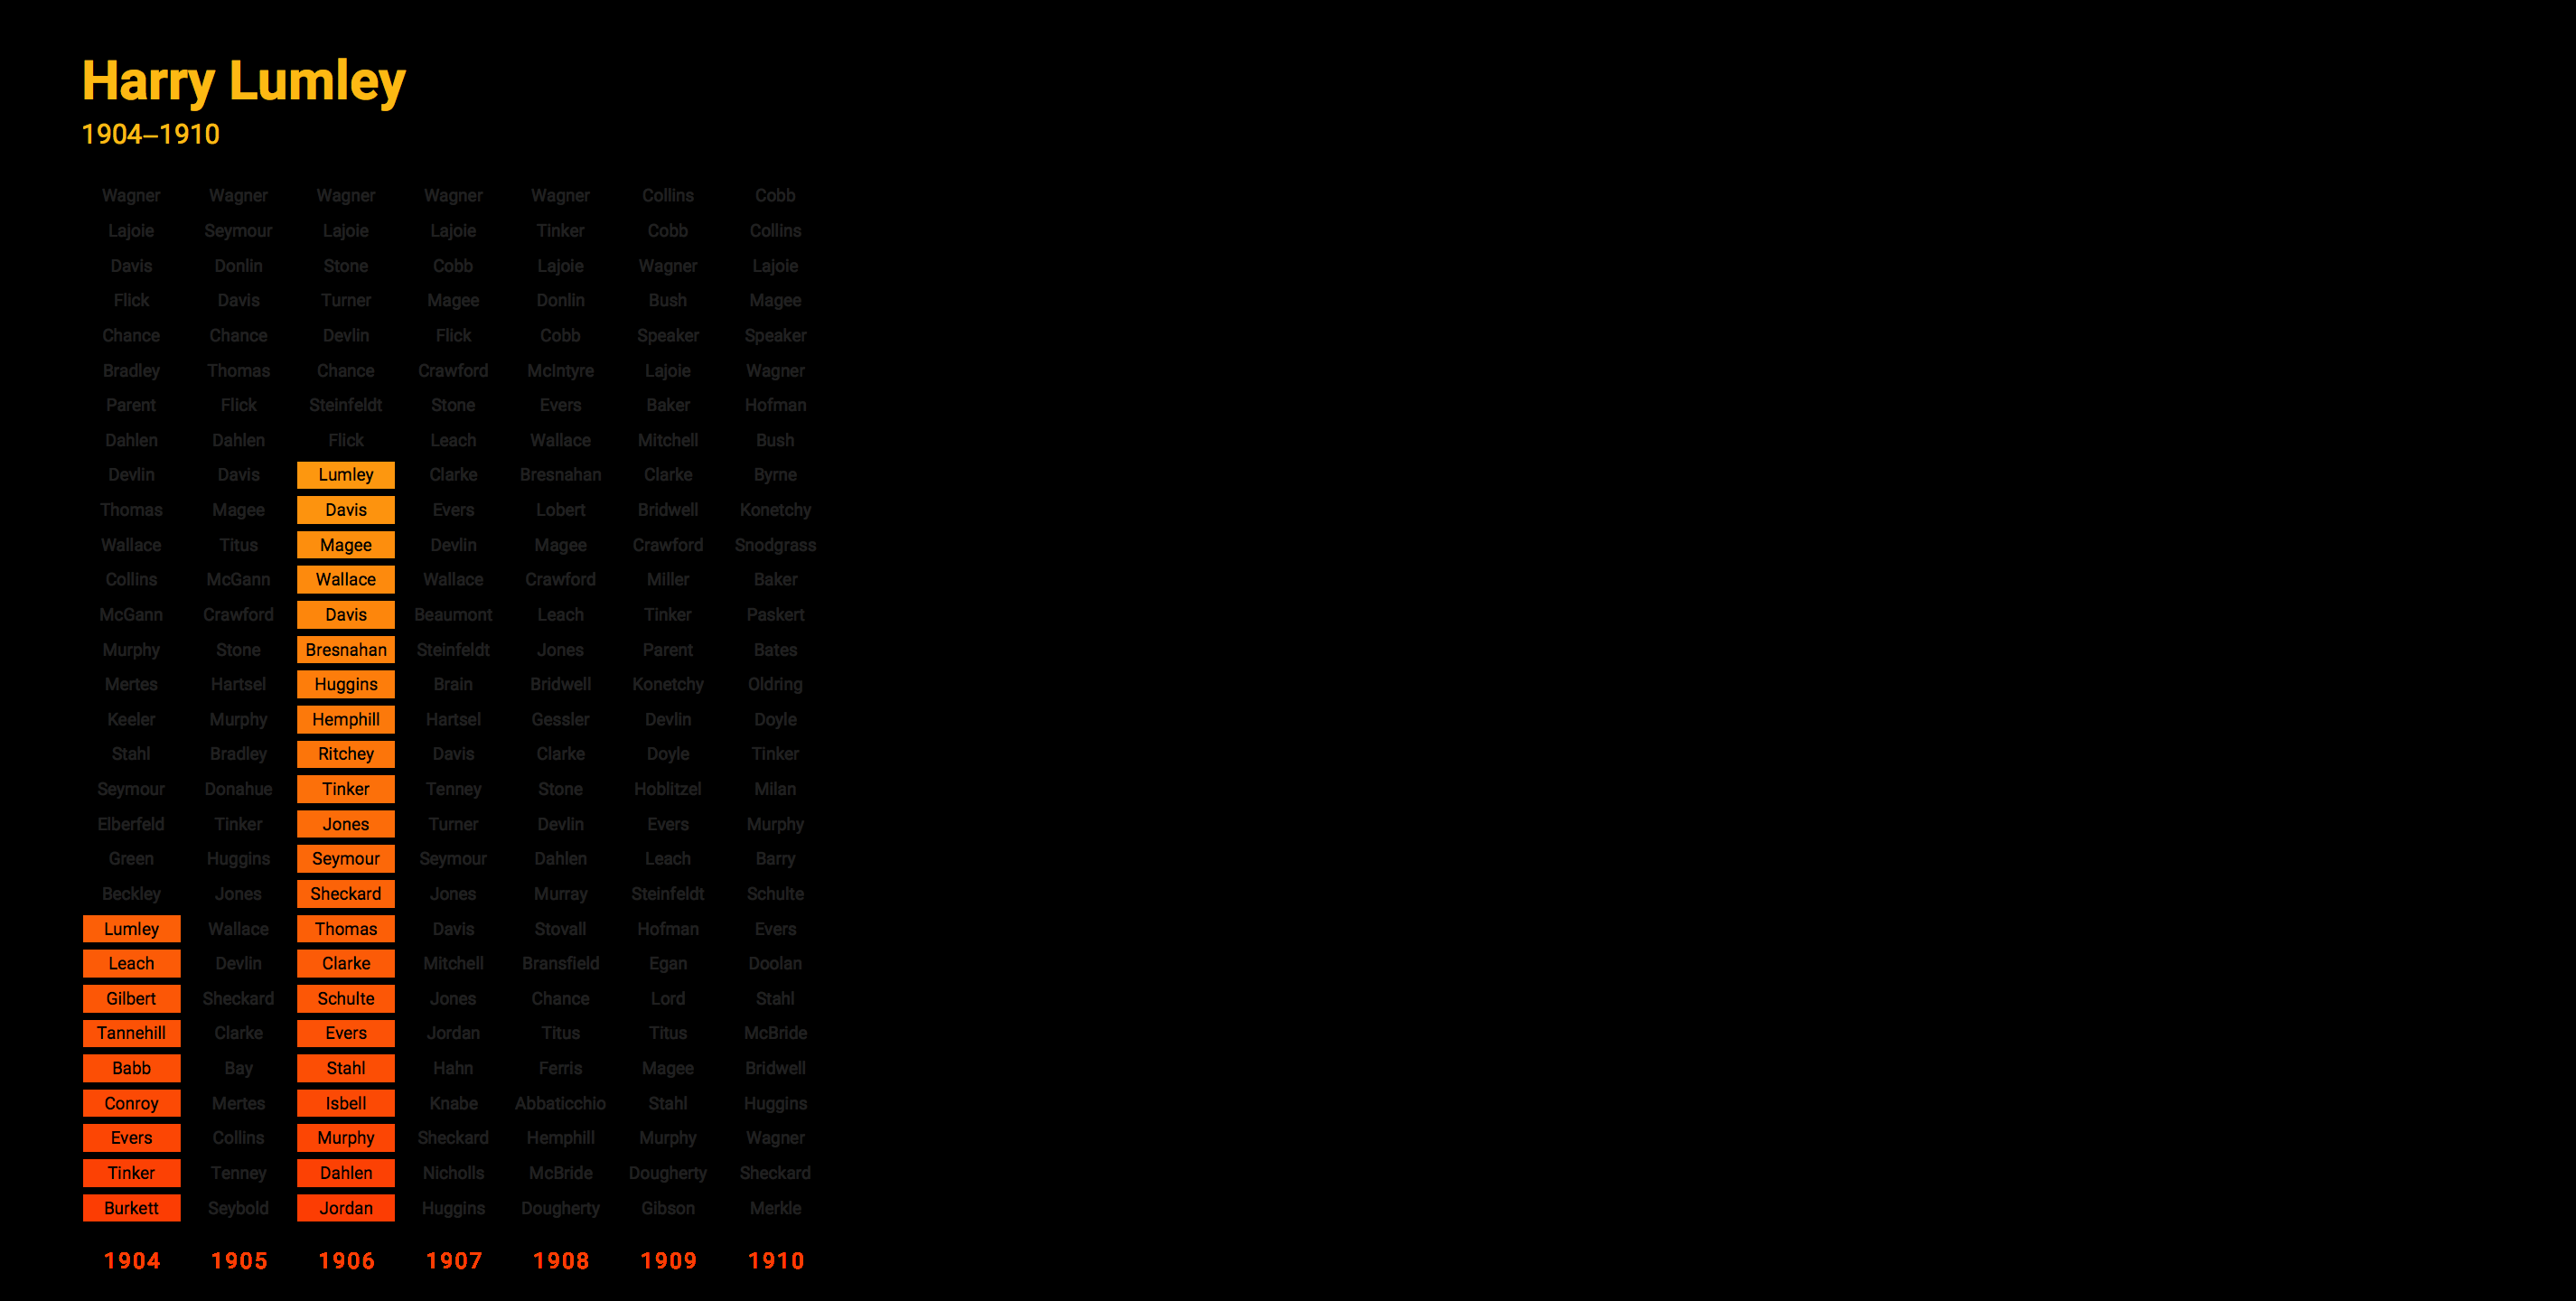 Harry Lumley
1904–1910
Wagner Wagner Wagner Wagner Wagner Collins Cobb
Lajoie Seymour Lajoie Lajoie Tinker Cobb Collins
Davis Donlin Stone Cobb Lajoie Wagner Lajoie
Flick Davis Turner Magee Donlin Bush Magee
Chance Chance Devlin Flick Cobb Speaker Speaker
Bradley Thomas Chance Crawford McIntyre Lajoie Wagner
Parent Flick Steinfeldt Stone Evers Baker Hofman
Dahlen Dahlen Flick Leach Wallace Mitchell Bush
Devlin Davis Lumley Clarke Bresnahan Clarke Byrne
Thomas Magee Davis Evers Lobert Bridwell Konetchy
Wallace Titus Magee Devlin Magee Crawford Snodgrass
Collins McGann Wallace Wallace Crawford Miller Baker
McGann Crawford Davis Beaumont Leach Tinker Paskert
Murphy Stone Bresnahan Steinfeldt Jones Parent Bates
Mertes Hartsel Huggins Brain Bridwell Konetchy Oldring
Keeler Murphy Hemphill Hartsel Gessler Devlin Doyle
Stahl Bradley Ritchey Davis Clarke Doyle Tinker
Seymour Donahue Tinker Tenney Stone Hoblitzel Milan
Elberfeld Tinker Jones Turner Devlin Evers Murphy
Green Huggins Seymour Seymour Dahlen Leach Barry
Beckley Jones Sheckard Jones Murray Steinfeldt Schulte
Lumley Wallace Thomas Davis Stovall Hofman Evers
Leach Devlin Clarke Mitchell Bransfield Egan Doolan
Gilbert Sheckard Schulte Jones Chance Lord Stahl
Tannehill Clarke Evers Jordan Titus Titus McBride
Babb Bay Stahl Hahn Ferris Magee Bridwell
Conroy Mertes Isbell Knabe Abbaticchio Stahl Huggins
Evers Collins Murphy Sheckard Hemphill Murphy Wagner
Tinker Tenney Dahlen Nicholls McBride Dougherty Sheckard
Burkett Seybold Jordan Huggins Dougherty Gibson Merkle
1904 1905 1906 1907 1908 1909 1910